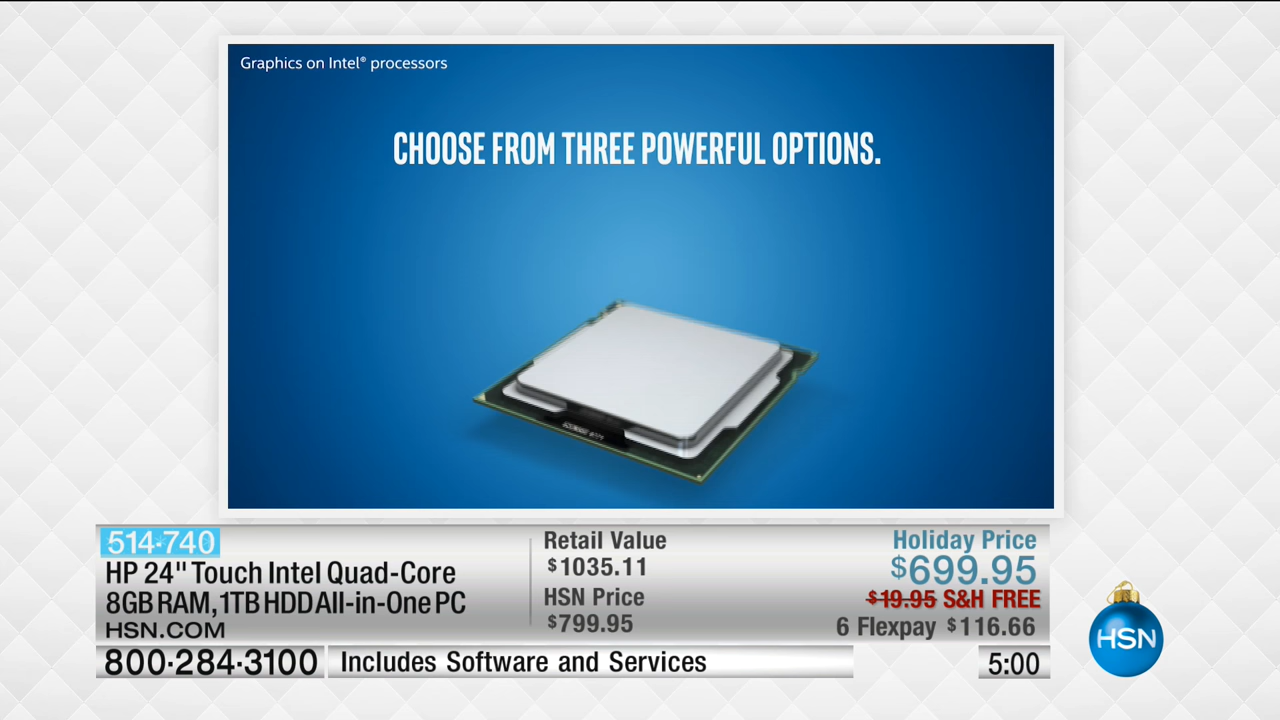 Graphics on Intel® processors
CHOOSE FROM THREE POWERFUL OPTIONS.
514-740
HP 24" Touch Intel Quad-Core
8GB RAM, 1TB HDD All-in-One PC
HSN.COM
Retail Value
$1035.11
HSN Price
$799.95
Holiday Price
$699.95
$19.95 S&H FREE
6 Flexpay $116.66
HSN
800·284·3100
Includes Software and Services
5:00